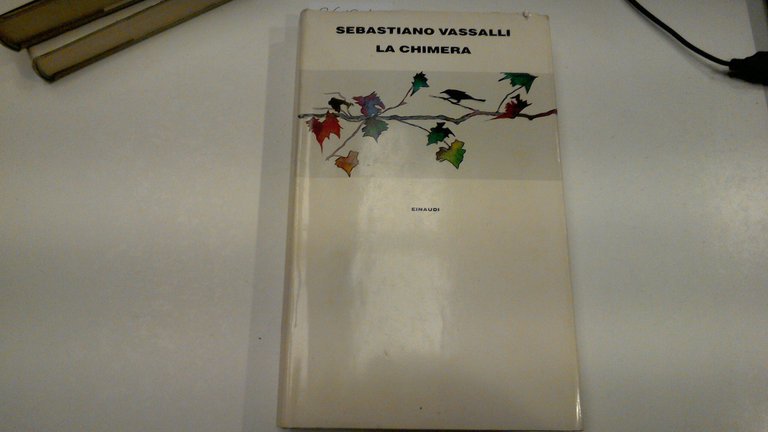 SEBASTIANO VASSALLI
LA CHIMERA
EINAUDI